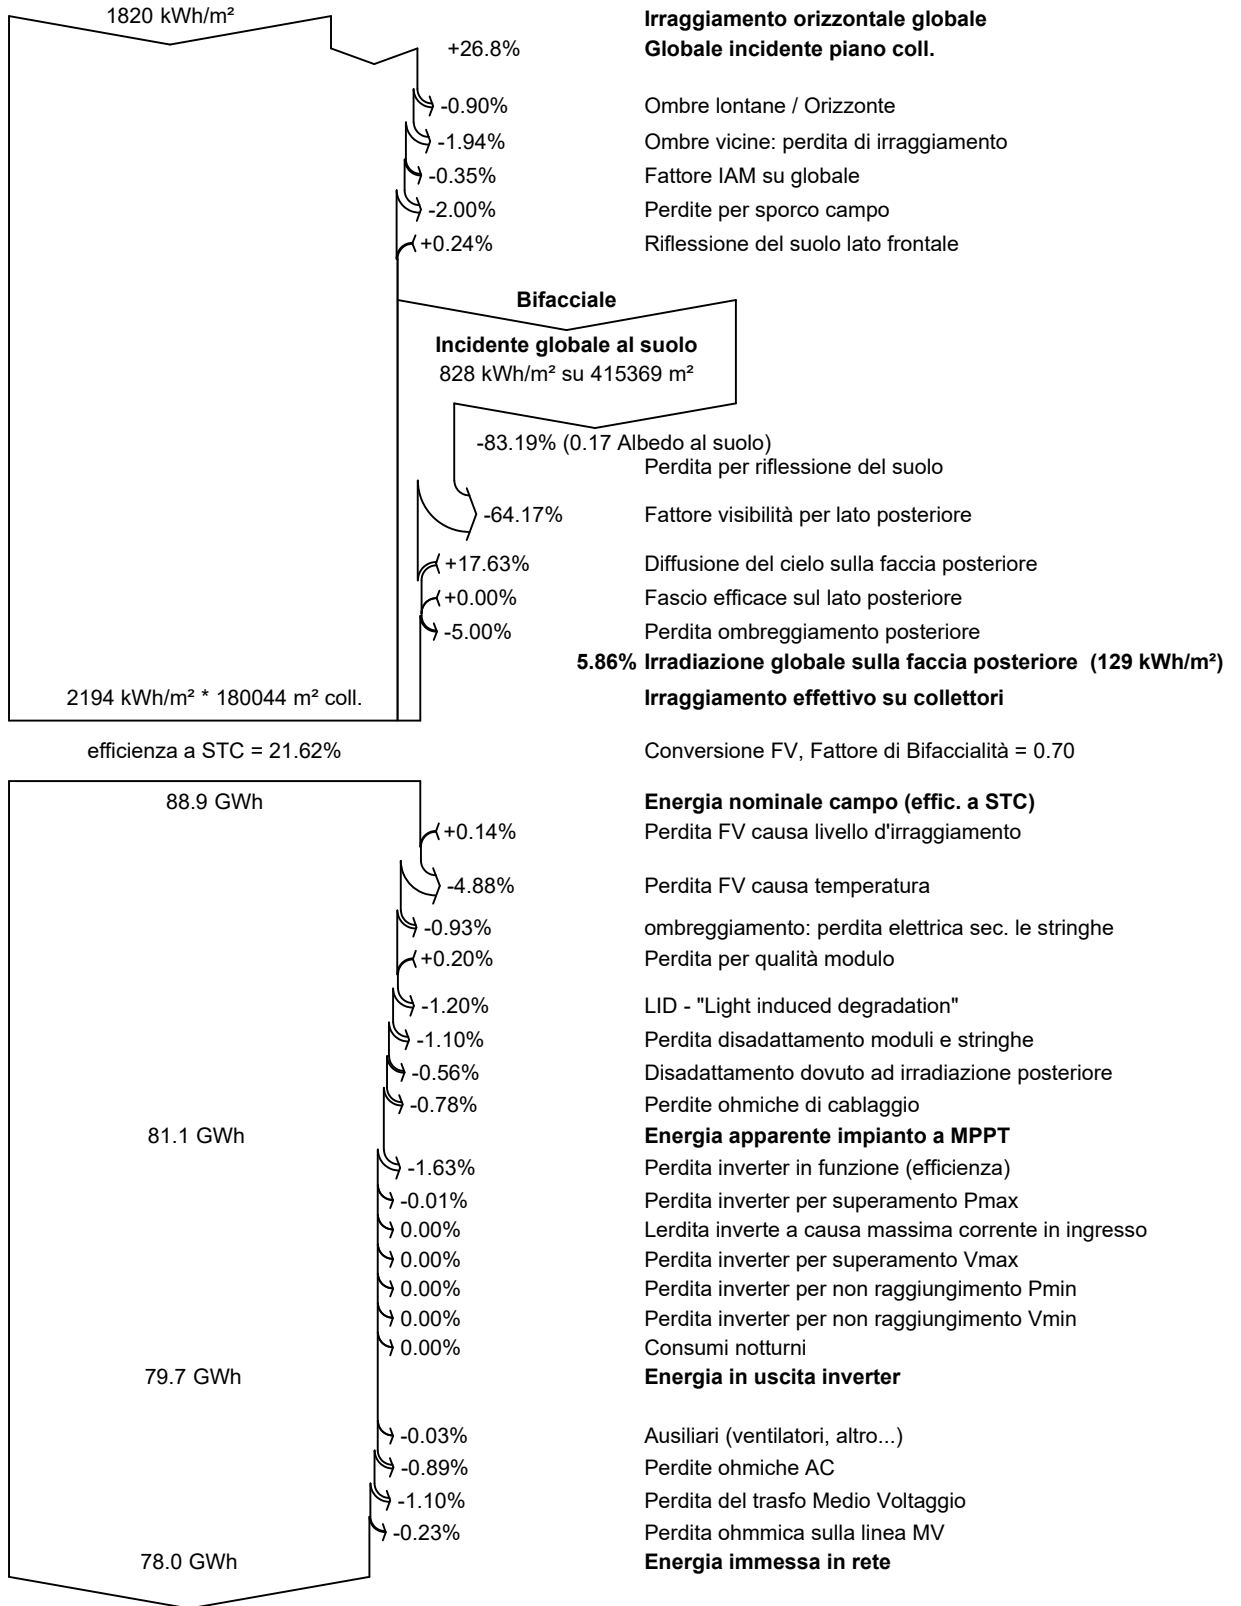 1820 kWh/m² Irraggiamento orizzontale globale
+26.8% Globale incidente piano coll.
-0.90% Ombre lontane / Orizzonte
-1.94% Ombre vicine: perdita di irraggiamento
-0.35% Fattore IAM su globale
-2.00% Perdite per sporco campo
+0.24% Riflessione del suolo lato frontale
Bifacciale
Incidente globale al suolo
828 kWh/m² su 415369 m²
-83.19% (0.17 Albedo al suolo)
Perdita per riflessione del suolo
-64.17% Fattore visibilità per lato posteriore
+17.63% Diffusione del cielo sulla faccia posteriore
+0.00% Fascio efficace sul lato posteriore
-5.00% Perdita ombreggiamento posteriore
5.86% Irradiazione globale sulla faccia posteriore (129 kWh/m²)
2194 kWh/m² * 180044 m² coll. Irraggiamento effettivo su collettori
efficienza a STC = 21.62% Conversione FV, Fattore di Bifaccialità = 0.70
88.9 GWh Energia nominale campo (effic. a STC)
+0.14% Perdita FV causa livello d'irraggiamento
-4.88% Perdita FV causa temperatura
-0.93% ombreggiamento: perdita elettrica sec. le stringhe
+0.20% Perdita per qualità modulo
-1.20% LID - "Light induced degradation"
-1.10% Perdita disadattamento moduli e stringhe
-0.56% Disadattamento dovuto ad irradiazione posteriore
-0.78% Perdite ohmiche di cablaggio
81.1 GWh Energia apparente impianto a MPPT
-1.63% Perdita inverter in funzione (efficienza)
-0.01% Perdita inverter per superamento Pmax
0.00% Lerdita inverte a causa massima corrente in ingresso
0.00% Perdita inverter per superamento Vmax
0.00% Perdita inverter per non raggiungimento Pmin
0.00% Perdita inverter per non raggiungimento Vmin
0.00% Consumi notturni
79.7 GWh Energia in uscita inverter
-0.03% Ausiliari (ventilatori, altro...)
-0.89% Perdite ohmiche AC
-1.10% Perdita del trasfo Medio Voltaggio
-0.23% Perdita ohmmica sulla linea MV
78.0 GWh Energia immessa in rete